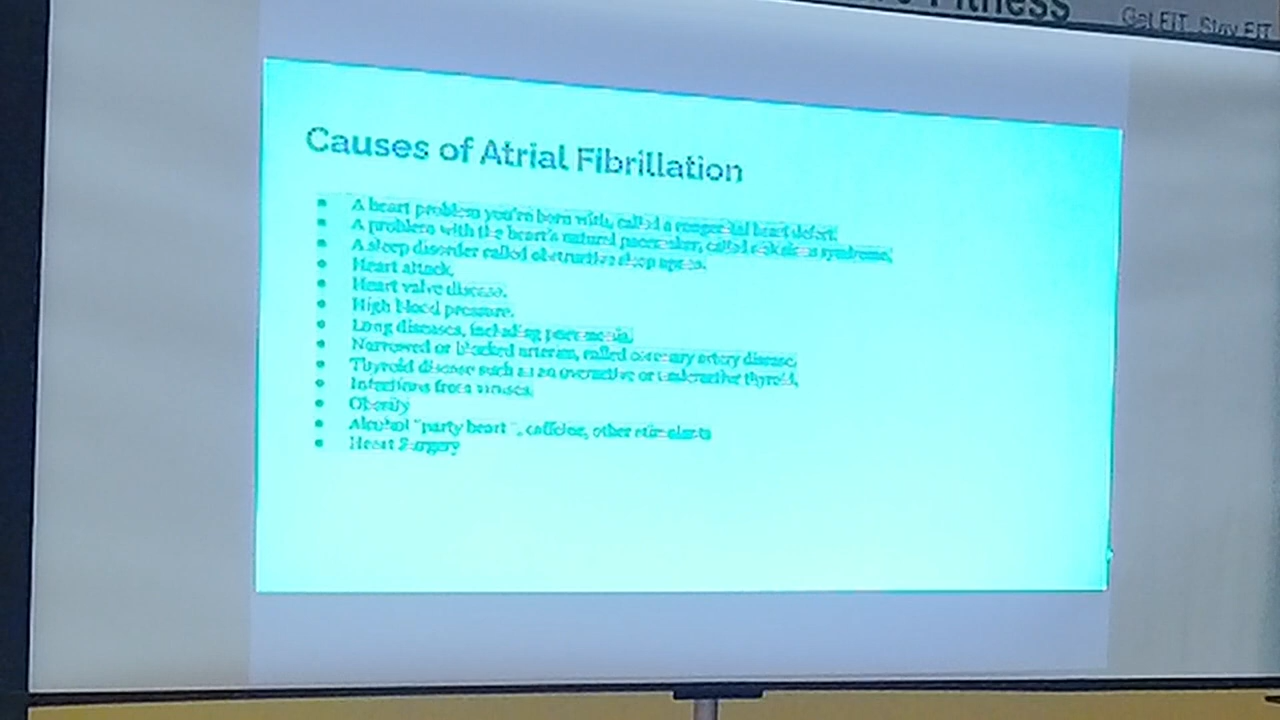 Fitness
Get FIT Stay FIT
Causes of Atrial Fibrillation
A heart problem you're born with, called a congenital heart defect.
A problem with the heart's natural pacemaker, called sick sinus syndrome.
A sleep disorder called obstructive sleep apnea.
Heart attack.
Heart valve disease.
High blood pressure.
Lung diseases, including pneumonia.
Narrowed or blocked arteries, called coronary artery disease.
Thyroid disease such as an overactive or underactive thyroid.
Infections from viruses.
Obesity
Alcohol "party heart ", caffeine, other stimulants
Heart Surgery